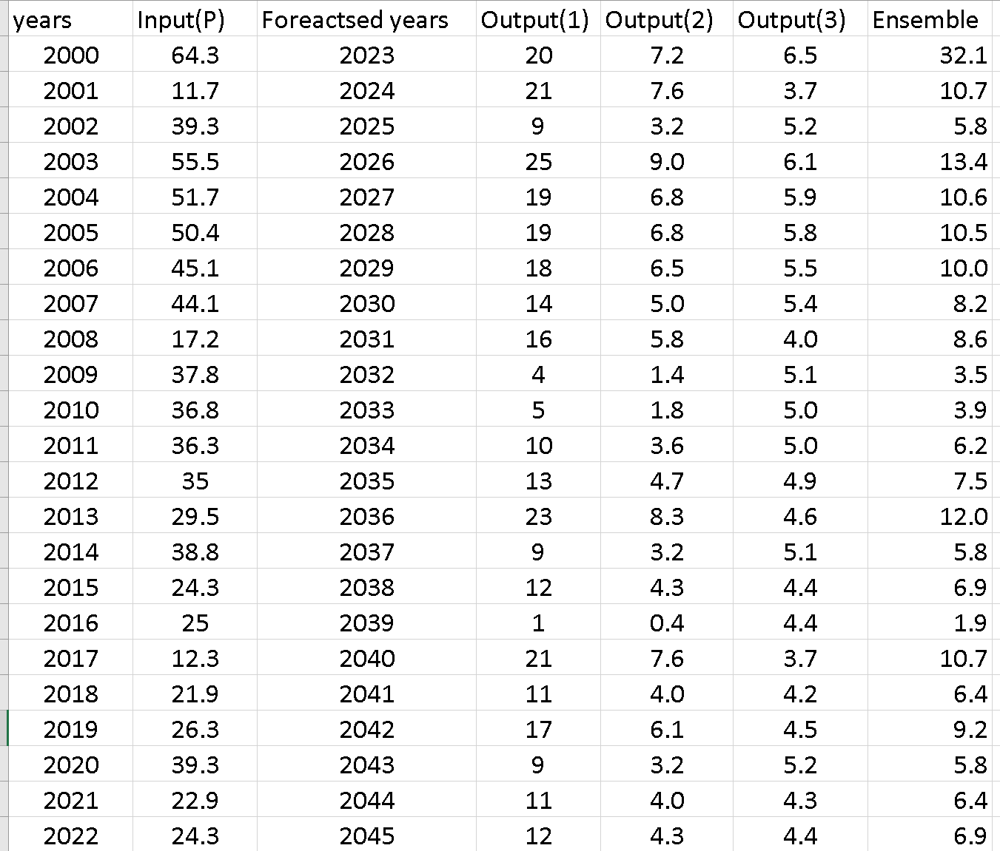 years Input(P) Foreactsed years Output(1) Output(2) Output(3) Ensemble
2000 64.3 2023 20 7.2 6.5 32.1
2001 11.7 2024 21 7.6 3.7 10.7
2002 39.3 2025 9 3.2 5.2 5.8
2003 55.5 2026 25 9.0 6.1 13.4
2004 51.7 2027 19 6.8 5.9 10.6
2005 50.4 2028 19 6.8 5.8 10.5
2006 45.1 2029 18 6.5 5.5 10.0
2007 44.1 2030 14 5.0 5.4 8.2
2008 17.2 2031 16 5.8 4.0 8.6
2009 37.8 2032 4 1.4 5.1 3.5
2010 36.8 2033 5 1.8 5.0 3.9
2011 36.3 2034 10 3.6 5.0 6.2
2012 35 2035 13 4.7 4.9 7.5
2013 29.5 2036 23 8.3 4.6 12.0
2014 38.8 2037 9 3.2 5.1 5.8
2015 24.3 2038 12 4.3 4.4 6.9
2016 25 2039 1 0.4 4.4 1.9
2017 12.3 2040 21 7.6 3.7 10.7
2018 21.9 2041 11 4.0 4.2 6.4
2019 26.3 2042 17 6.1 4.5 9.2
2020 39.3 2043 9 3.2 5.2 5.8
2021 22.9 2044 11 4.0 4.3 6.4
2022 24.3 2045 12 4.3 4.4 6.9